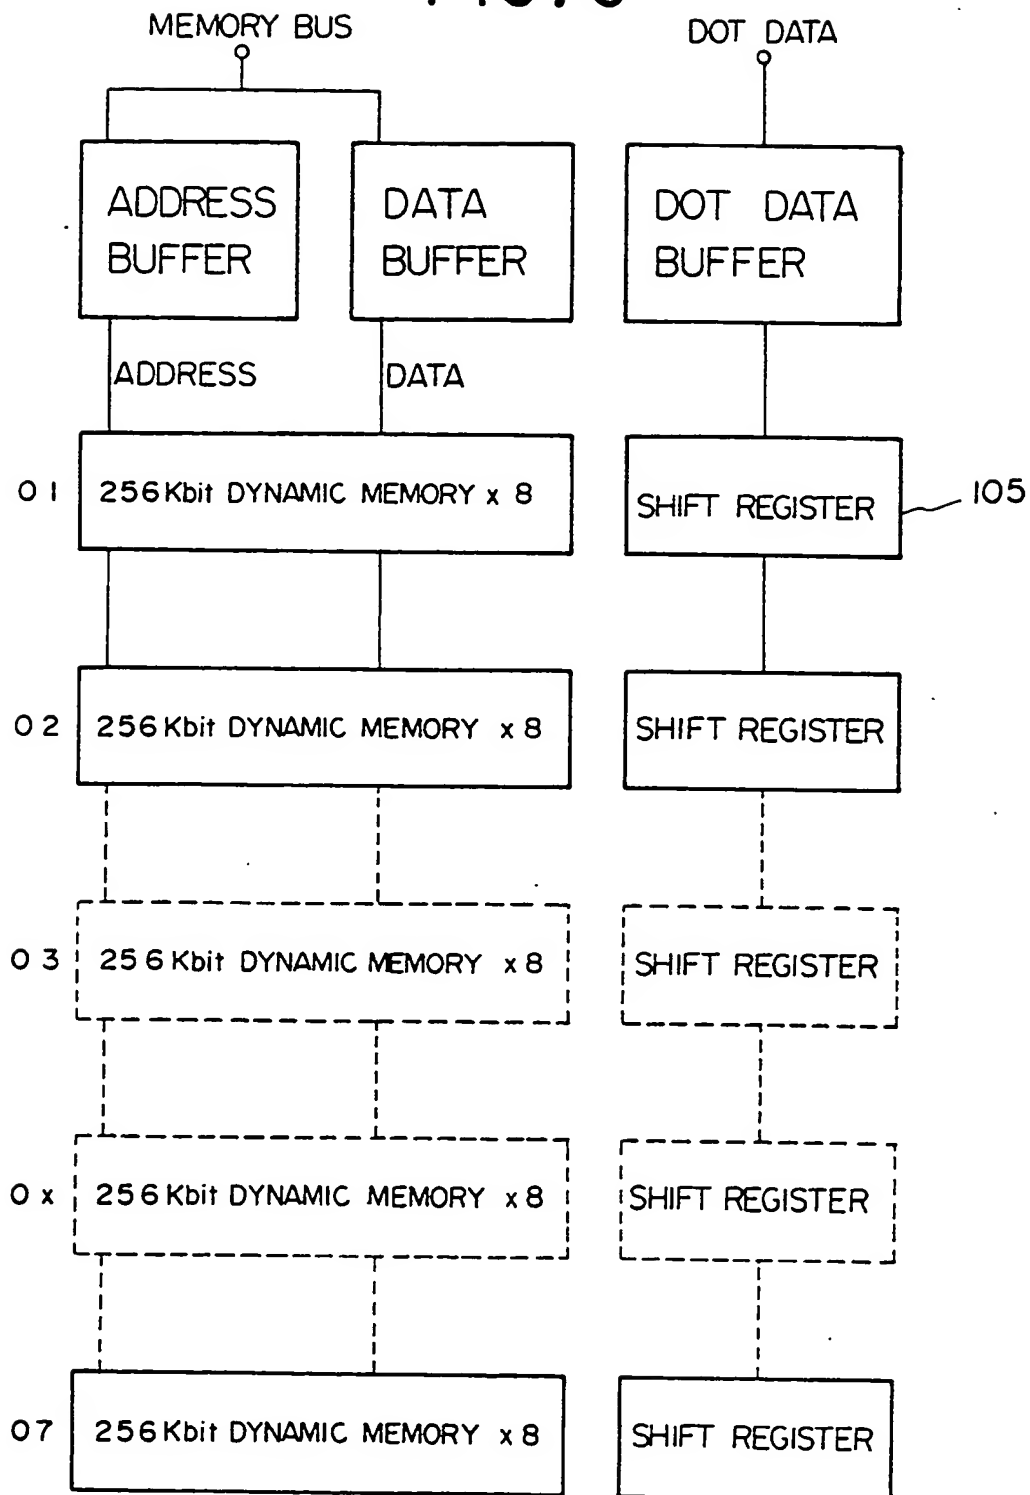 MEMORY BUS
DOT DATA
ADDRESS
BUFFER
DATA
BUFFER
DOT DATA
BUFFER
ADDRESS
DATA
01
256Kbit DYNAMIC MEMORY x 8
SHIFT REGISTER
105
02
256Kbit DYNAMIC MEMORY x 8
SHIFT REGISTER
03
256Kbit DYNAMIC MEMORY x 8
SHIFT REGISTER
0x
256Kbit DYNAMIC MEMORY x 8
SHIFT REGISTER
07
256Kbit DYNAMIC MEMORY x 8
SHIFT REGISTER